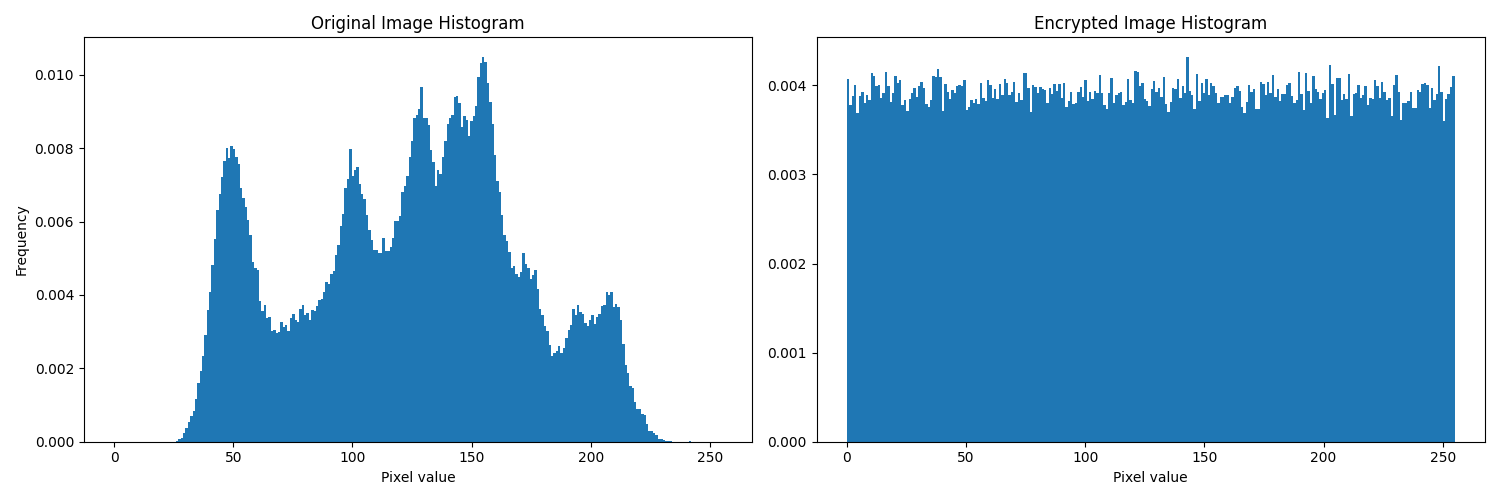 Original Image Histogram
Frequency
0.010
0.008
0.006
0.004
0.002
0.000
0 50 100 150 200 250
Pixel value
Encrypted Image Histogram
0.004
0.003
0.002
0.001
0.000
0 50 100 150 200 250
Pixel value